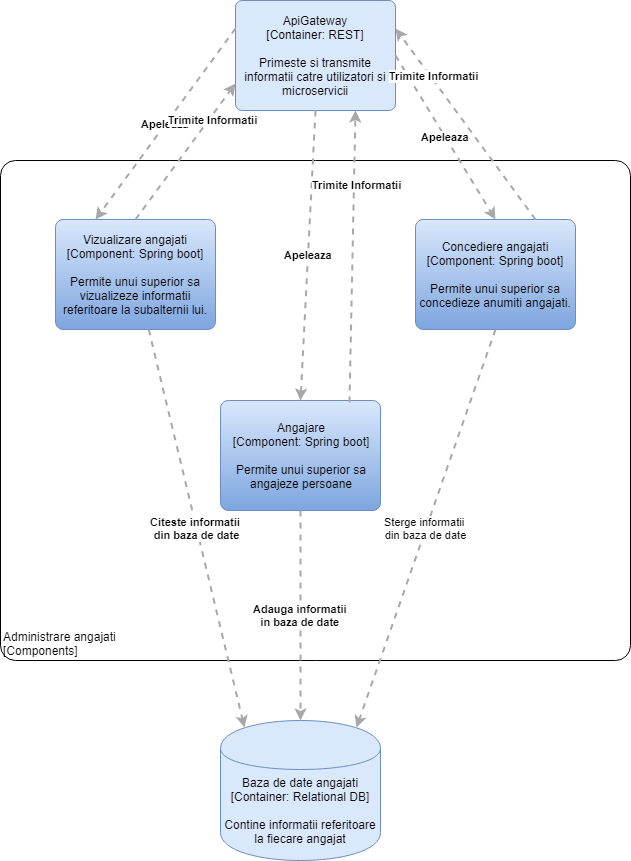 ApiGateway
[Container: REST]
Primeste si transmite
informatii catre utilizatori si
microservicii
Trimite Informatii
Apeleaza
Trimite Informatii
Apeleaza
Trimite Informatii
Apeleaza
Vizualizare angajati
[Component: Spring boot]
Permite unui superior sa
vizualizeze informatii
referitoare la subalternii lui.
Concediere angajati
[Component: Spring boot]
Permite unui superior sa
concedieze anumiti angajati.
Angajare
[Component: Spring boot]
Permite unui superior sa
angajeze persoane
Citeste informatii
din baza de date
Sterge informatii
din baza de date
Adauga informatii
in baza de date
Administrare angajati
[Components]
Baza de date angajati
[Container: Relational DB]
Contine informatii referitoare
la fiecare angajat